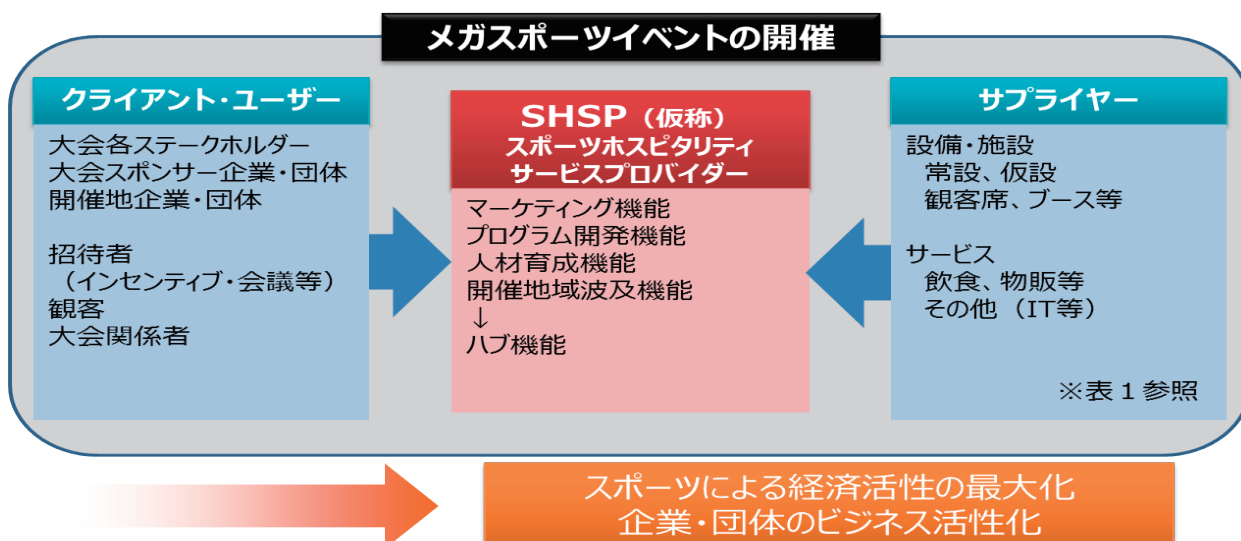 メガスポーツイベントの開催
クライアント・ユーザー
大会各ステークホルダー
大会スポンサー企業・団体
開催地企業・団体
招待者
（インセンティブ・会議等）
観客
大会関係者
SHSP（仮称）
スポーツホスピタリティ
サービスプロバイダー
マーケティング機能
プログラム開発機能
人材育成機能
開催地域波及機能
↓
ハブ機能
サプライヤー
設備・施設
常設、仮設
観客席、ブース等
サービス
飲食、物販等
その他（IT等）
※表１参照
スポーツによる経済活性の最大化
企業・団体のビジネス活性化